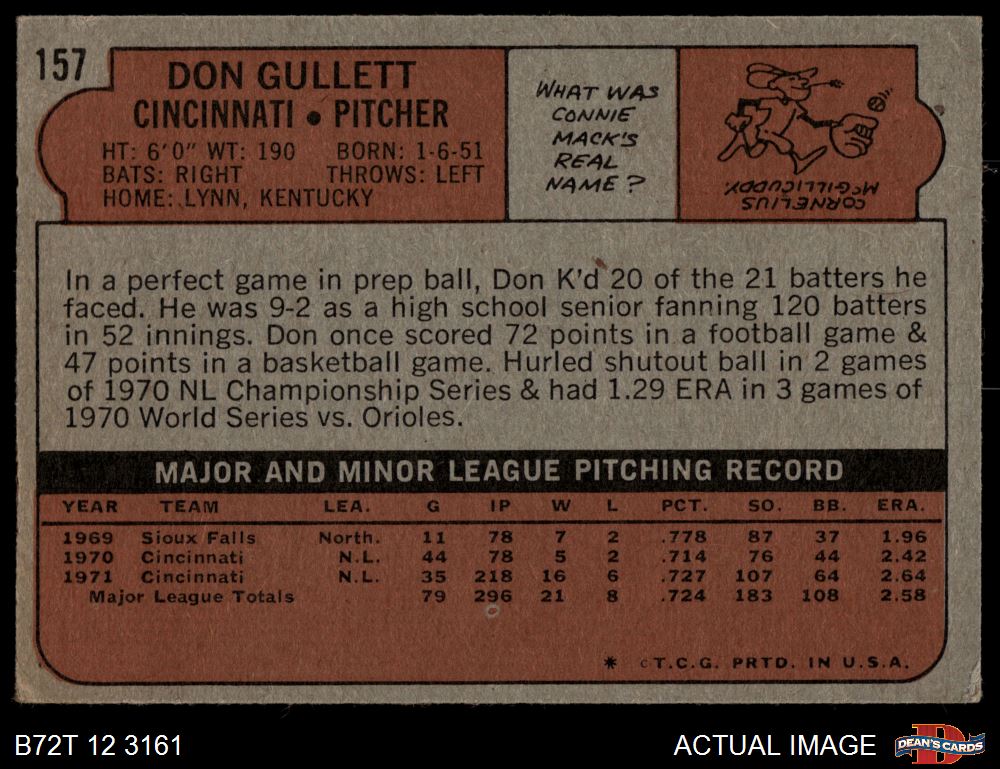 157
DON GULLETT
CINCINNATI • PITCHER
HT: 6'0" WT: 190 BORN: 1-6-51
BATS: RIGHT THROWS: LEFT
HOME: LYNN, KENTUCKY
WHAT WAS
CONNIE
MACK'S
REAL
NAME?
CORNELIUS
McGILLICUDDY.
In a perfect game in prep ball, Don K'd 20 of the 21 batters he
faced. He was 9-2 as a high school senior fanning 120 batters
in 52 innings. Don once scored 72 points in a football game &
47 points in a basketball game. Hurled shutout ball in 2 games
of 1970 NL Championship Series & had 1.29 ERA in 3 games of
1970 World Series vs. Orioles.
MAJOR AND MINOR LEAGUE PITCHING RECORD
YEAR TEAM LEA. G IP W L PCT. SO. BB. ERA.
1969 Sioux Falls North. 11 78 7 2 .778 87 37 1.96
1970 Cincinnati N.L. 44 78 5 2 .714 76 44 2.42
1971 Cincinnati N.L. 35 218 16 6 .727 107 64 2.64
Major League Totals 79 296 21 8 .724 183 108 2.58
* ©T.C.G. PRTD. IN U.S.A.
B72T 12 3161
ACTUAL IMAGE
DEAN'S CARDS